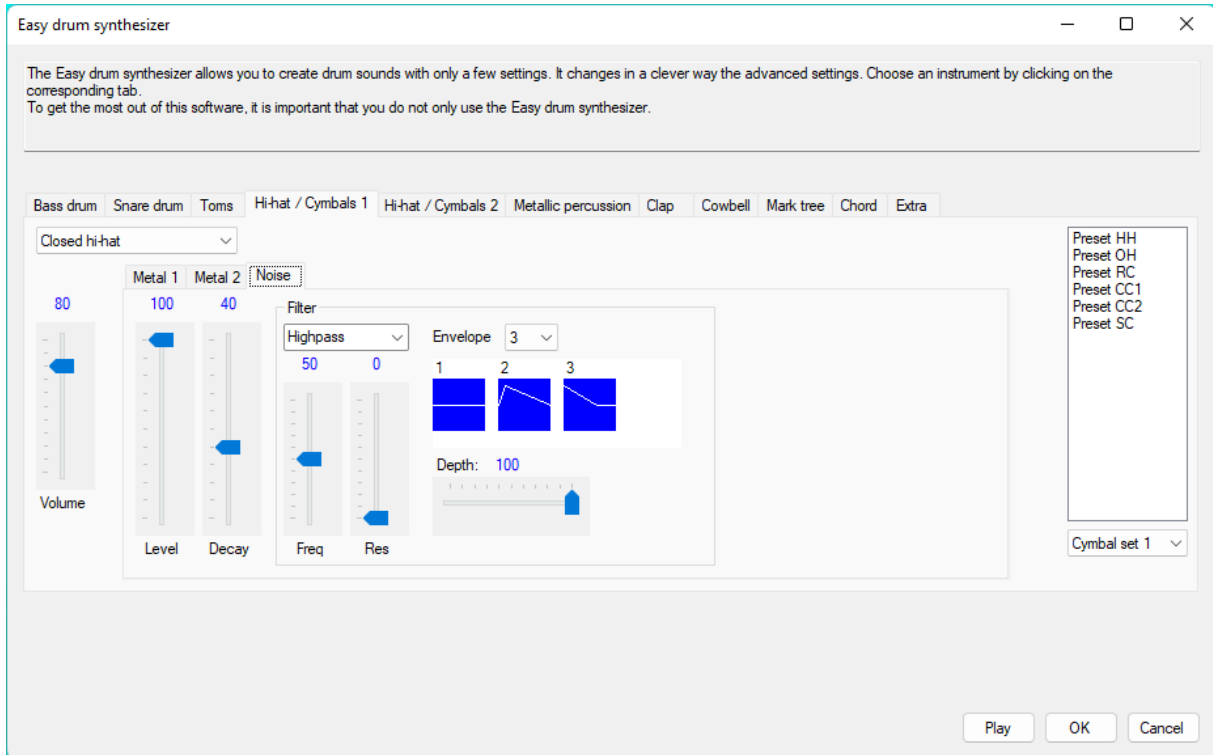 Easy drum synthesizer
The Easy drum synthesizer allows you to create drum sounds with only a few settings. It changes in a clever way the advanced settings. Choose an instrument by clicking on the
corresponding tab.
To get the most out of this software, it is important that you do not only use the Easy drum synthesizer.
Bass drum Snare drum Toms Hi-hat / Cymbals 1 Hi-hat / Cymbals 2 Metallic percussion Clap Cowbell Mark tree Chord Extra
Closed hi-hat
Metal 1 Metal 2 Noise
80 100 40
Filter
Highpass
Envelope 3
50 0
1 2 3
Depth: 100
Volume
Level Decay Freq Res
Preset HH
Preset OH
Preset RC
Preset CC1
Preset CC2
Preset SC
Cymbal set 1
Play OK Cancel